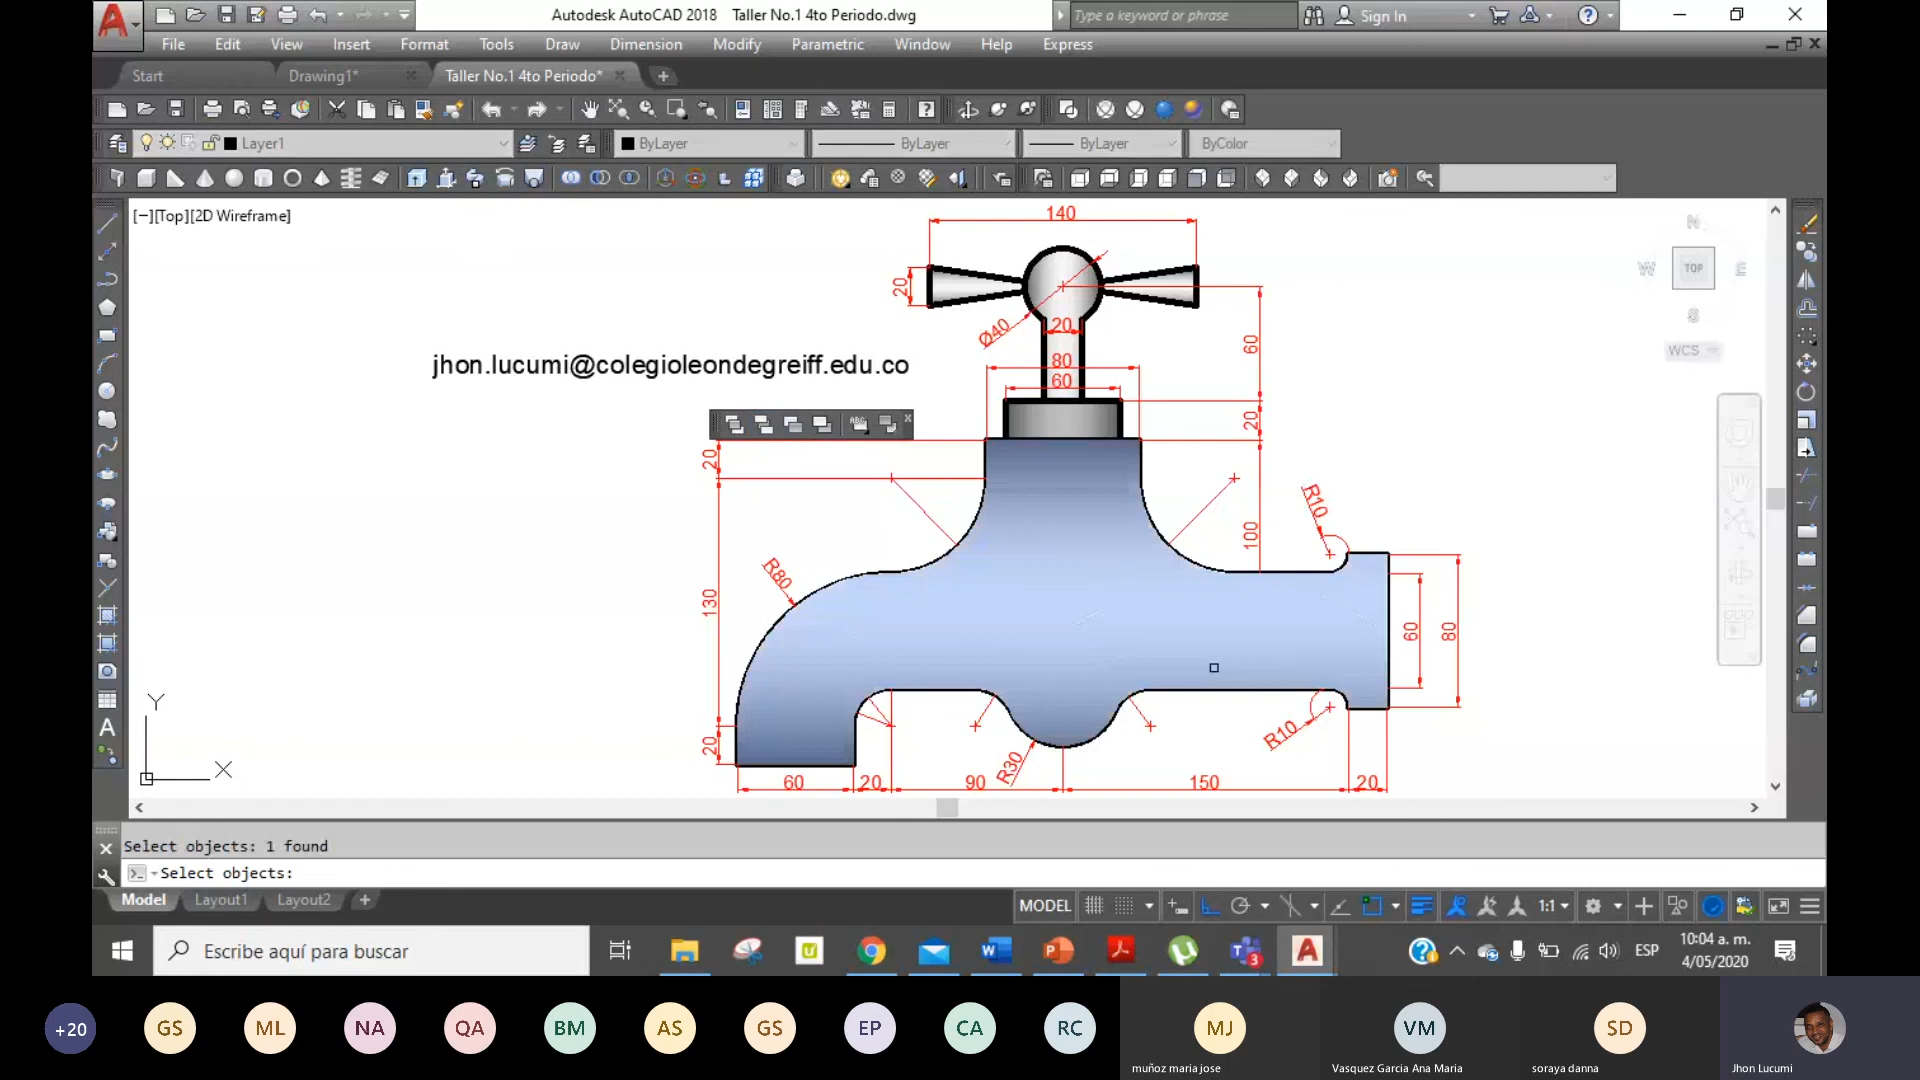 Autodesk AutoCAD 2018 Taller No.1 4to Periodo.dwg
Type a keyword or phrase
Sign In
File Edit View Insert Format Tools Draw Dimension Modify Parametric Window Help Express
Start
Drawing1*
Taller No.1 4to Periodo*
Layer1
ByLayer
ByLayer
ByLayer
ByColor
[−][Top][2D Wireframe]
140
N
W
TOP
E
S
WCS
20
Ø40
20
60
jhon.lucumi@colegioleondegreiff.edu.co
80
60
20
20
R10
100
R80
130
60
80
R10
20
R30
60
20
90
150
20
Y
X
Select objects: 1 found
Select objects:
Model
Layout1
Layout2
MODEL
1:1
Escribe aquí para buscar
3
ESP
10:04 a. m.
4/05/2020
+20
GS
ML
NA
QA
BM
AS
GS
EP
CA
RC
MJ
VM
SD
muñoz maria jose
Vasquez Garcia Ana Maria
soraya danna
Jhon Lucumi